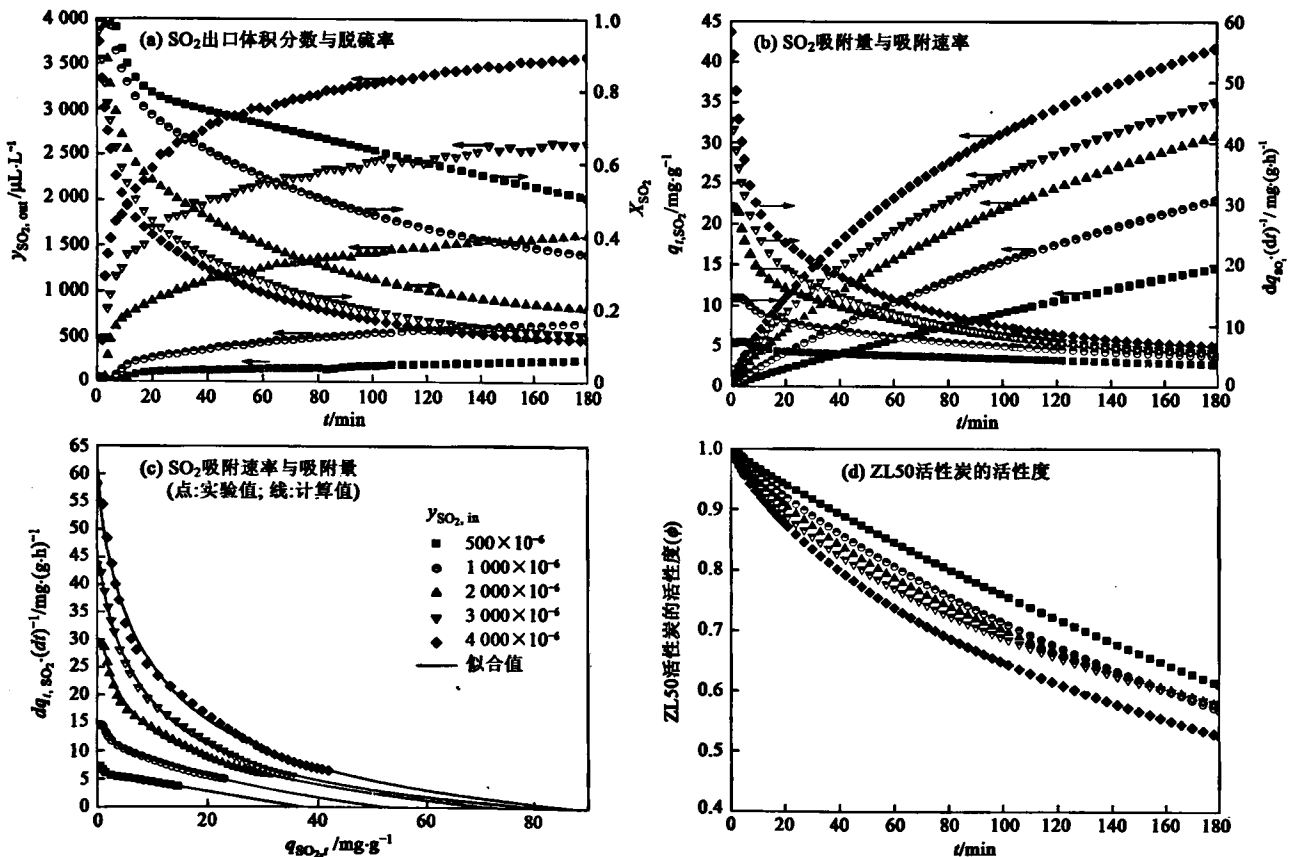 (a) SO₂出口体积分数与脱硫率
4 000
3 500
3 000
2 500
2 000
1 500
1 000
500
0
y_SO₂, out /μL·L⁻¹
1.0
0.8
0.6
0.4
0.2
0
X_SO₂
0 20 40 60 80 100 120 140 160 180
t/min
(b) SO₂吸附量与吸附速率
45
40
35
30
25
20
15
10
5
0
q_t,SO₂/mg·g⁻¹
60
50
40
30
20
10
0
dq_SO₂·(dt)⁻¹/mg·(g·h)⁻¹
0 20 40 60 80 100 120 140 160 180
t/min
(c) SO₂吸附速率与吸附量
(点:实验值; 线:计算值)
65
60
55
50
45
40
35
30
25
20
15
10
5
0
dq_t, SO₂·(dt)⁻¹/mg·(g·h)⁻¹
y_SO₂, in
500×10⁻⁶
1 000×10⁻⁶
2 000×10⁻⁶
3 000×10⁻⁶
4 000×10⁻⁶
似合值
0 20 40 60 80
q_SO₂,t /mg·g⁻¹
(d) ZL50活性炭的活性度
1.0
0.9
0.8
0.7
0.6
0.5
0.4
ZL50活性炭的活性度(ϕ)
0 20 40 60 80 100 120 140 160 180
t/min